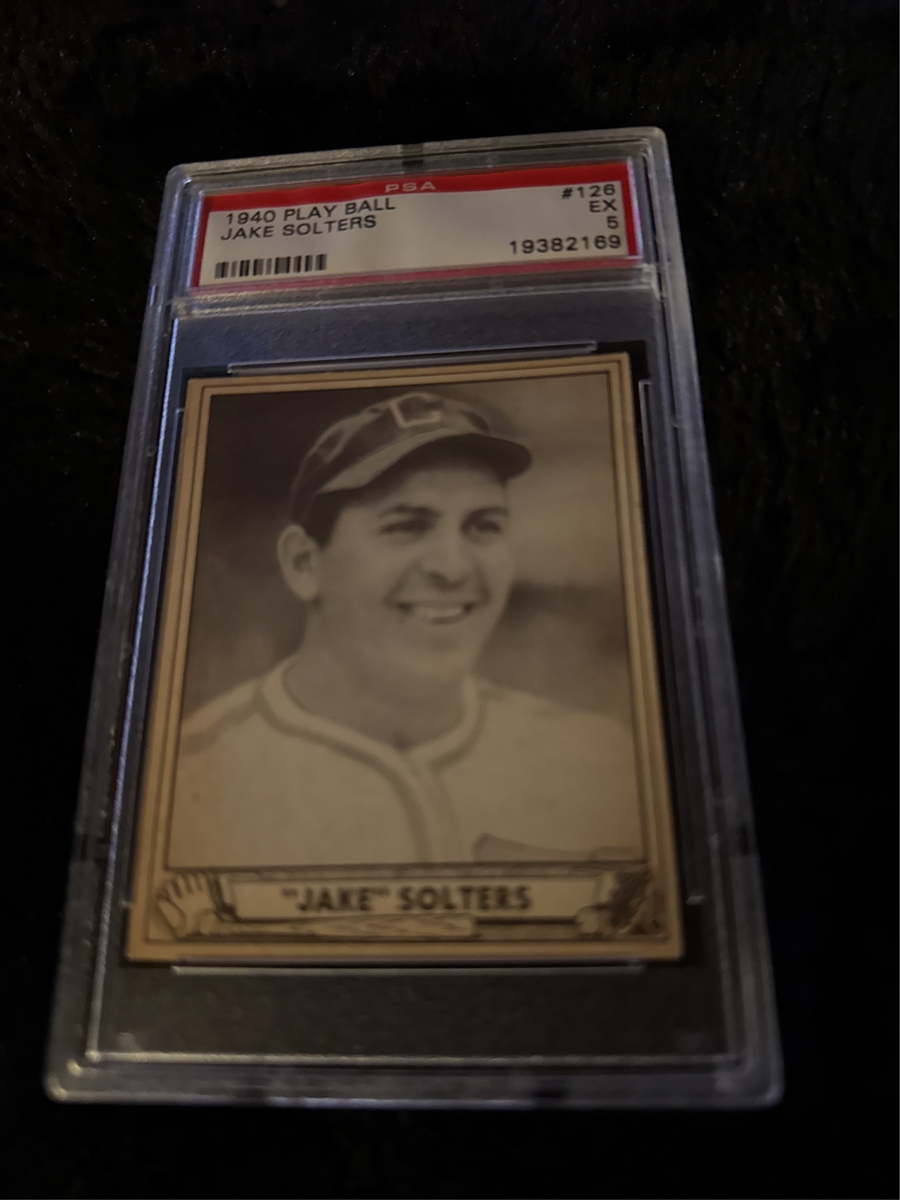 PSA
1940 PLAY BALL #126
JAKE SOLTERS EX
5
19382169
C
"JAKE" SOLTERS